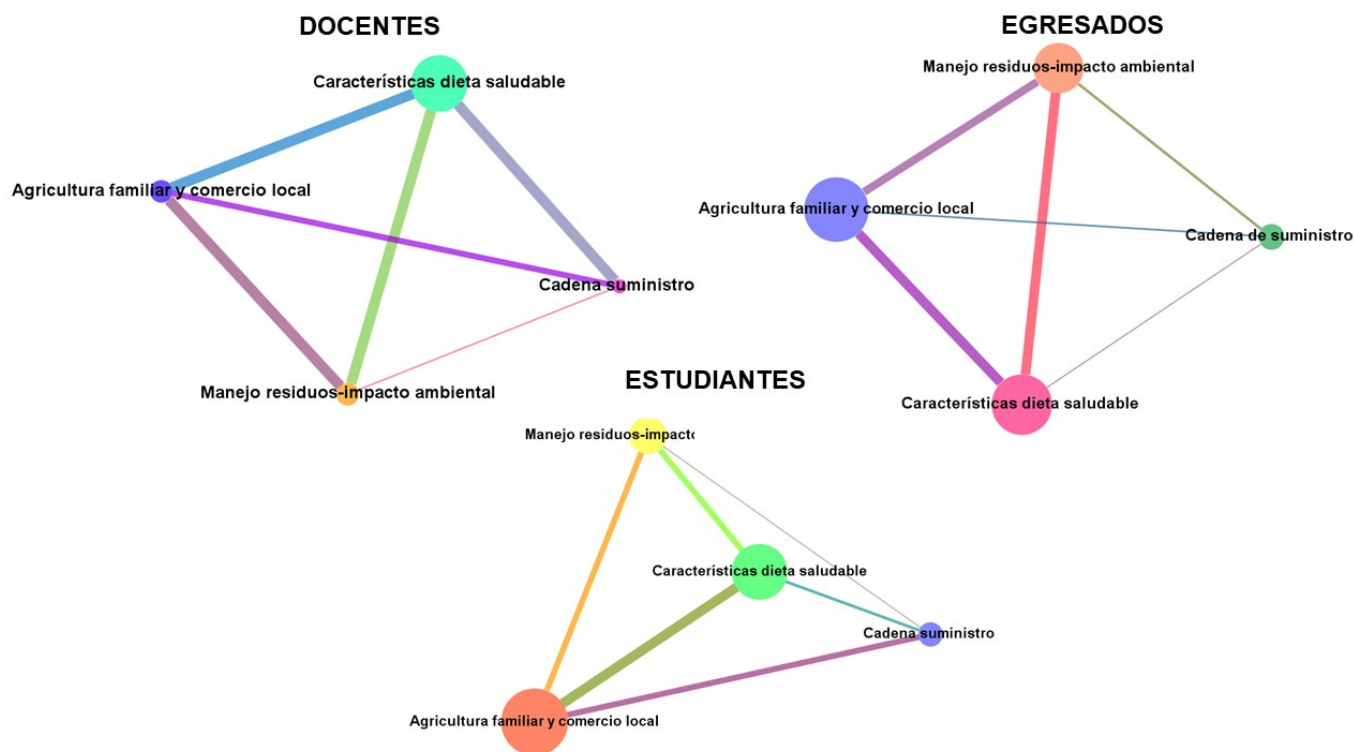 DOCENTES
Características dieta saludable
Agricultura familiar y comercio local
Cadena suministro
Manejo residuos-impacto ambiental
EGRESADOS
Manejo residuos-impacto ambiental
Agricultura familiar y comercio local
Cadena de suministro
Características dieta saludable
ESTUDIANTES
Manejo residuos-impacto
Características dieta saludable
Cadena suministro
Agricultura familiar y comercio local